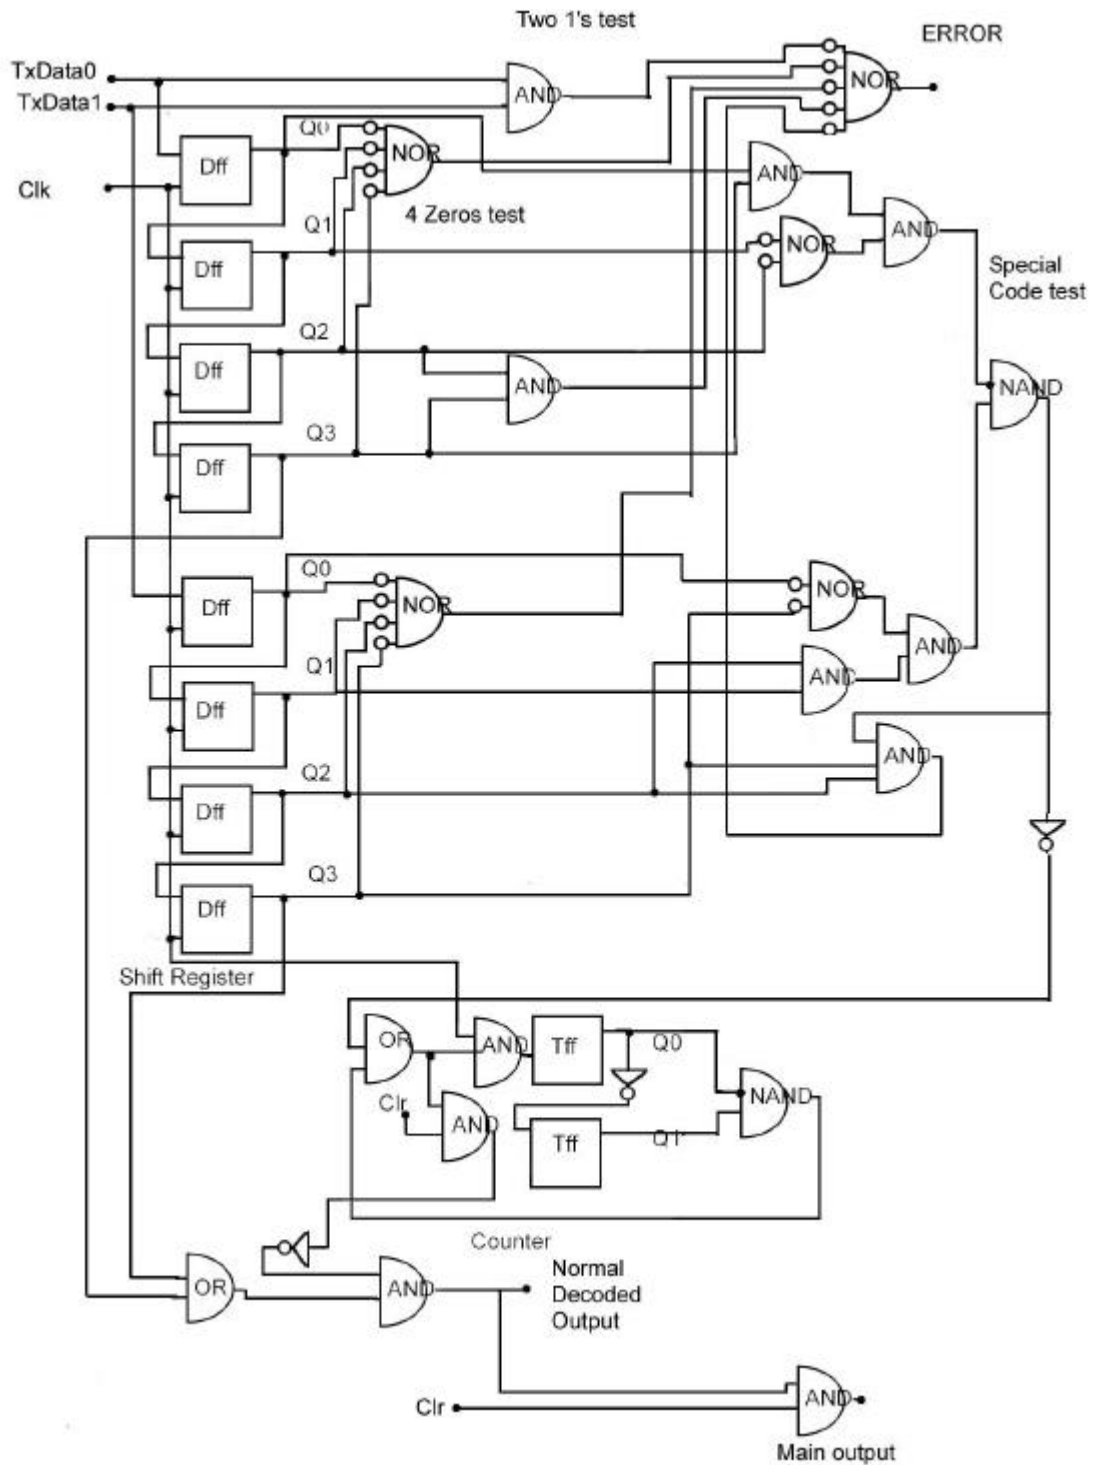 Two 1's test
ERROR
TxData0
TxData1
AND
NOR
Q0
Dff
NOR
Clk
AND
4 Zeros test
Q1
NOR
AND
Dff
Special
Code test
Q2
Dff
AND
NAND
Q3
Dff
Q0
Dff
NOR
NOR
AND
Q1
AND
Dff
AND
Q2
Dff
Q3
Dff
Shift Register
OR
AND
Tff
Q0
NAND
Clr
AND
Tff
Q1
Counter
Normal
Decoded
Output
OR
AND
Clr
AND
Main output